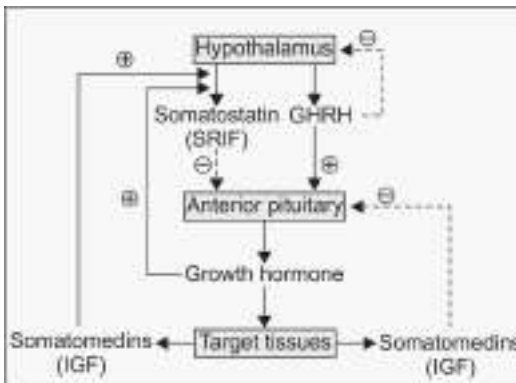 ⊖
Hypothalamus
⊕
Somatostatin GHRH
(SRIF)
⊖ ⊕
⊕ ⊖
Anterior pituitary
Growth hormone
Somatomedins Target tissues Somatomedins
(IGF) (IGF)